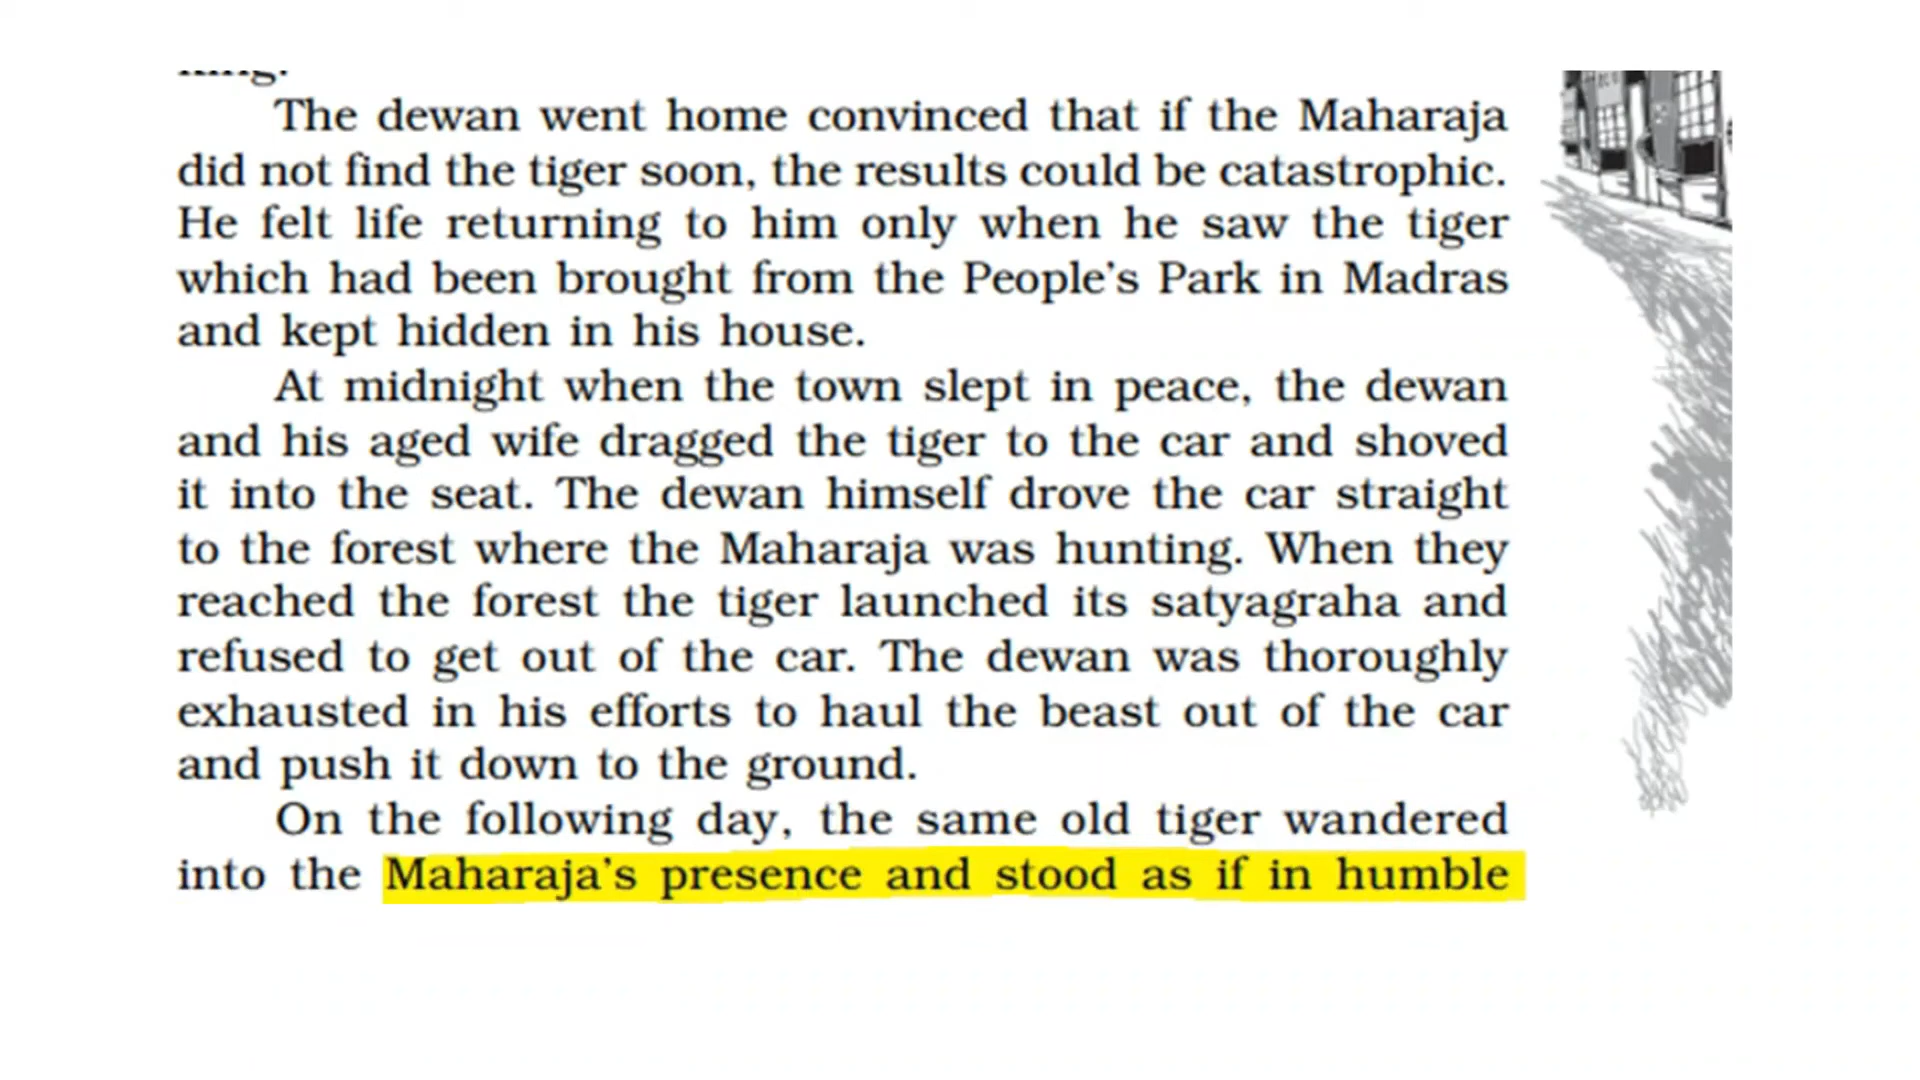 The dewan went home convinced that if the Maharaja
did not find the tiger soon, the results could be catastrophic.
He felt life returning to him only when he saw the tiger
which had been brought from the People's Park in Madras
and kept hidden in his house.
At midnight when the town slept in peace, the dewan
and his aged wife dragged the tiger to the car and shoved
it into the seat. The dewan himself drove the car straight
to the forest where the Maharaja was hunting. When they
reached the forest the tiger launched its satyagraha and
refused to get out of the car. The dewan was thoroughly
exhausted in his efforts to haul the beast out of the car
and push it down to the ground.
On the following day, the same old tiger wandered
into the Maharaja's presence and stood as if in humble